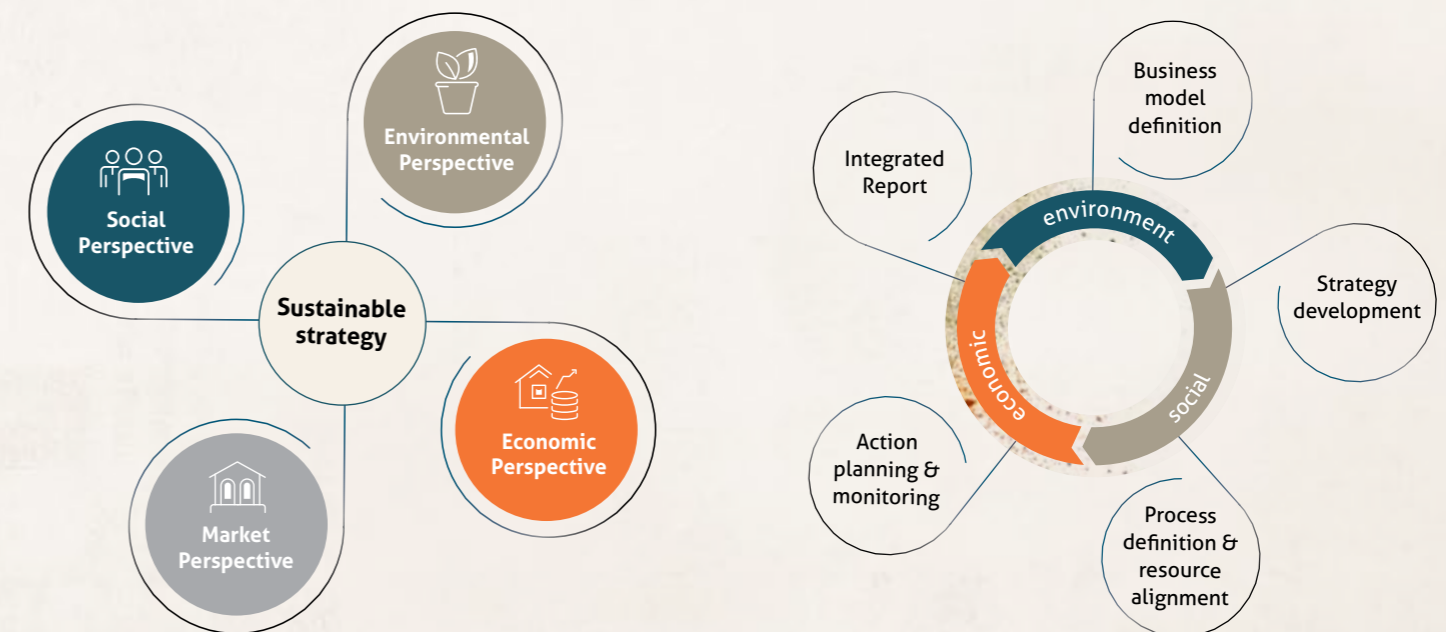 Environmental
Perspective
Social
Perspective
Sustainable
strategy
Economic
Perspective
Market
Perspective
Business
model
definition
Integrated
Report
environment
Strategy
development
economic
social
Action
planning &
monitoring
Process
definition &
resource
alignment